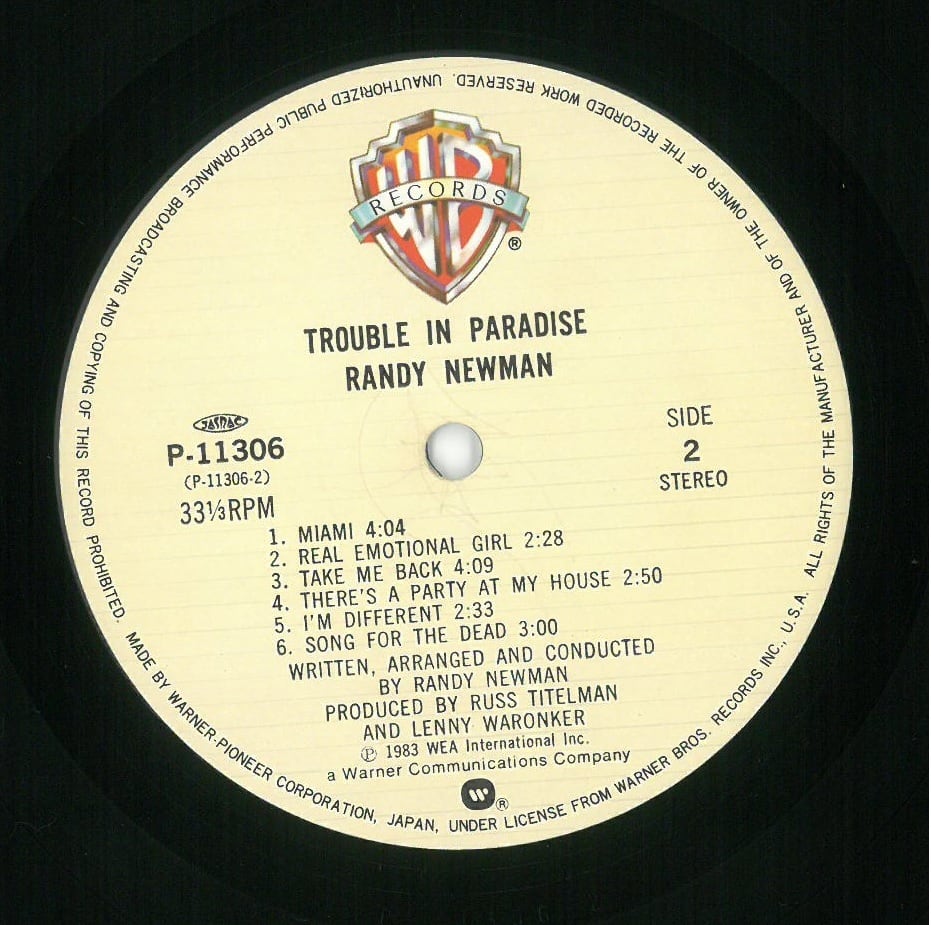 WB
RECORDS
®
TROUBLE IN PARADISE
RANDY NEWMAN
JASRAC
P-11306
(P-11306-2)
33⅓RPM
SIDE
2
STEREO
1. MIAMI 4:04
2. REAL EMOTIONAL GIRL 2:28
3. TAKE ME BACK 4:09
4. THERE'S A PARTY AT MY HOUSE 2:50
5. I'M DIFFERENT 2:33
6. SONG FOR THE DEAD 3:00
WRITTEN, ARRANGED AND CONDUCTED
BY RANDY NEWMAN
PRODUCED BY RUSS TITELMAN
AND LENNY WARONKER
℗ 1983 WEA International Inc.
a Warner Communications Company
W ®
MADE BY WARNER-PIONEER CORPORATION, JAPAN, UNDER LICENSE FROM WARNER BROS. RECORDS INC., U.S.A. ALL RIGHTS OF THE MANUFACTURER AND OF THE OWNER OF THE RECORDED WORK RESERVED. UNAUTHORIZED PUBLIC PERFORMANCE BROADCASTING AND COPYING OF THIS RECORD PROHIBITED.